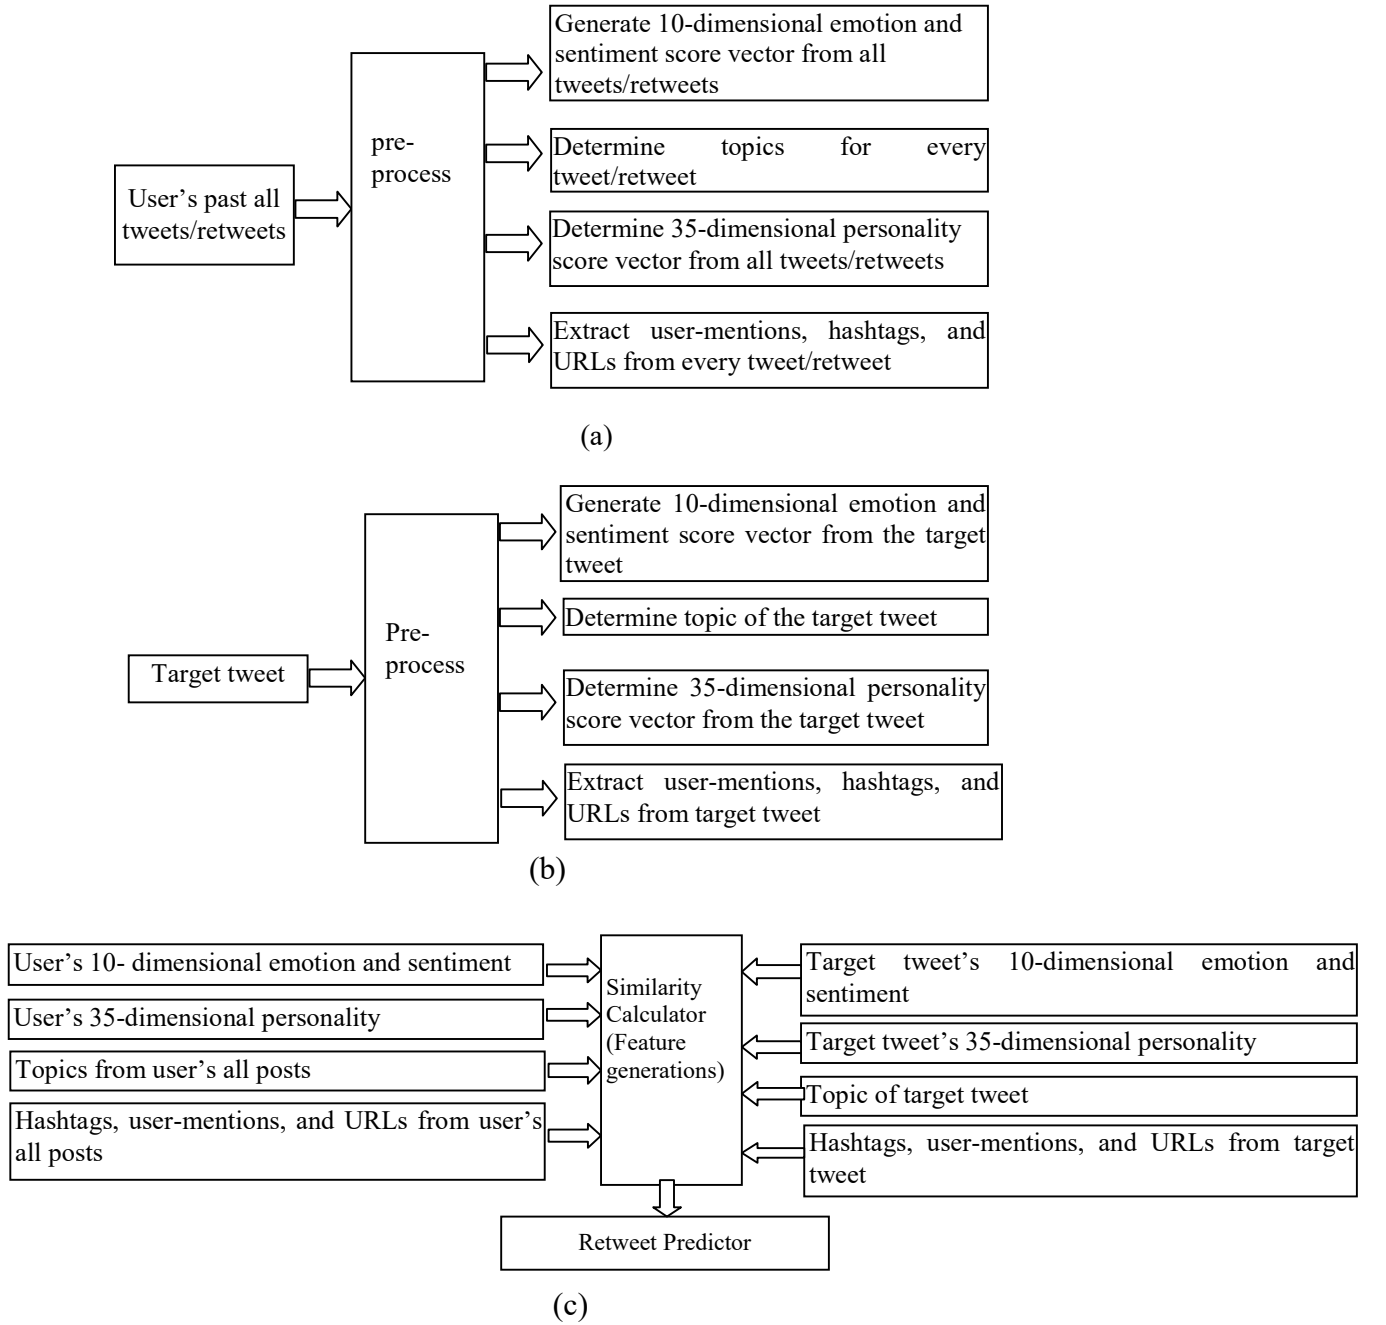 Generate 10-dimensional emotion and
sentiment score vector from all
tweets/retweets
pre-
process
Determine topics for every
tweet/retweet
User’s past all
tweets/retweets
Determine 35-dimensional personality
score vector from all tweets/retweets
Extract user-mentions, hashtags, and
URLs from every tweet/retweet
(a)
Generate 10-dimensional emotion and
sentiment score vector from the target
tweet
Determine topic of the target tweet
Pre-
process
Target tweet
Determine 35-dimensional personality
score vector from the target tweet
Extract user-mentions, hashtags, and
URLs from target tweet
(b)
User’s 10- dimensional emotion and sentiment
User’s 35-dimensional personality
Topics from user’s all posts
Hashtags, user-mentions, and URLs from user’s
all posts
Similarity
Calculator
(Feature
generations)
Target tweet’s 10-dimensional emotion and
sentiment
Target tweet’s 35-dimensional personality
Topic of target tweet
Hashtags, user-mentions, and URLs from target
tweet
Retweet Predictor
(c)